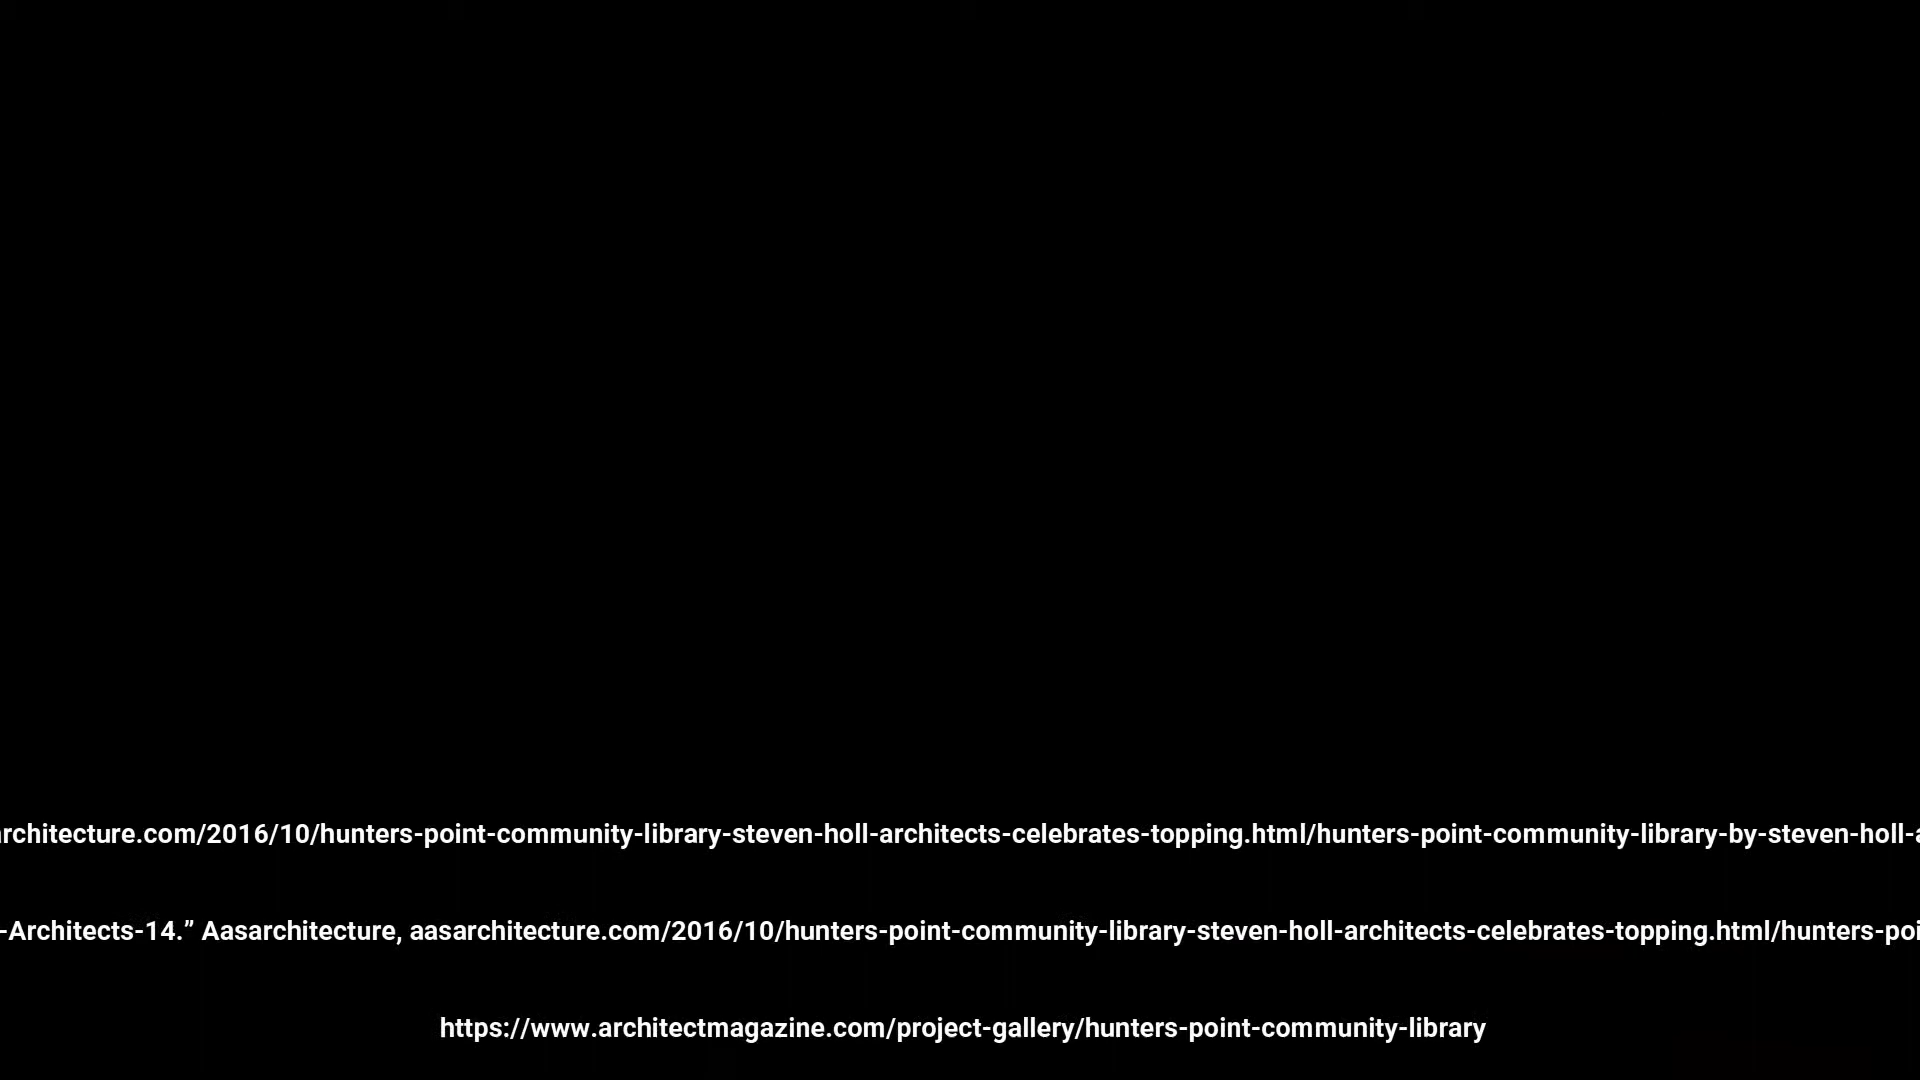 architecture.com/2016/10/hunters-point-community-library-steven-holl-architects-celebrates-topping.html/hunters-point-community-library-by-steven-holl-a
-Architects-14.” Aasarchitecture, aasarchitecture.com/2016/10/hunters-point-community-library-steven-holl-architects-celebrates-topping.html/hunters-poi
https://www.architectmagazine.com/project-gallery/hunters-point-community-library